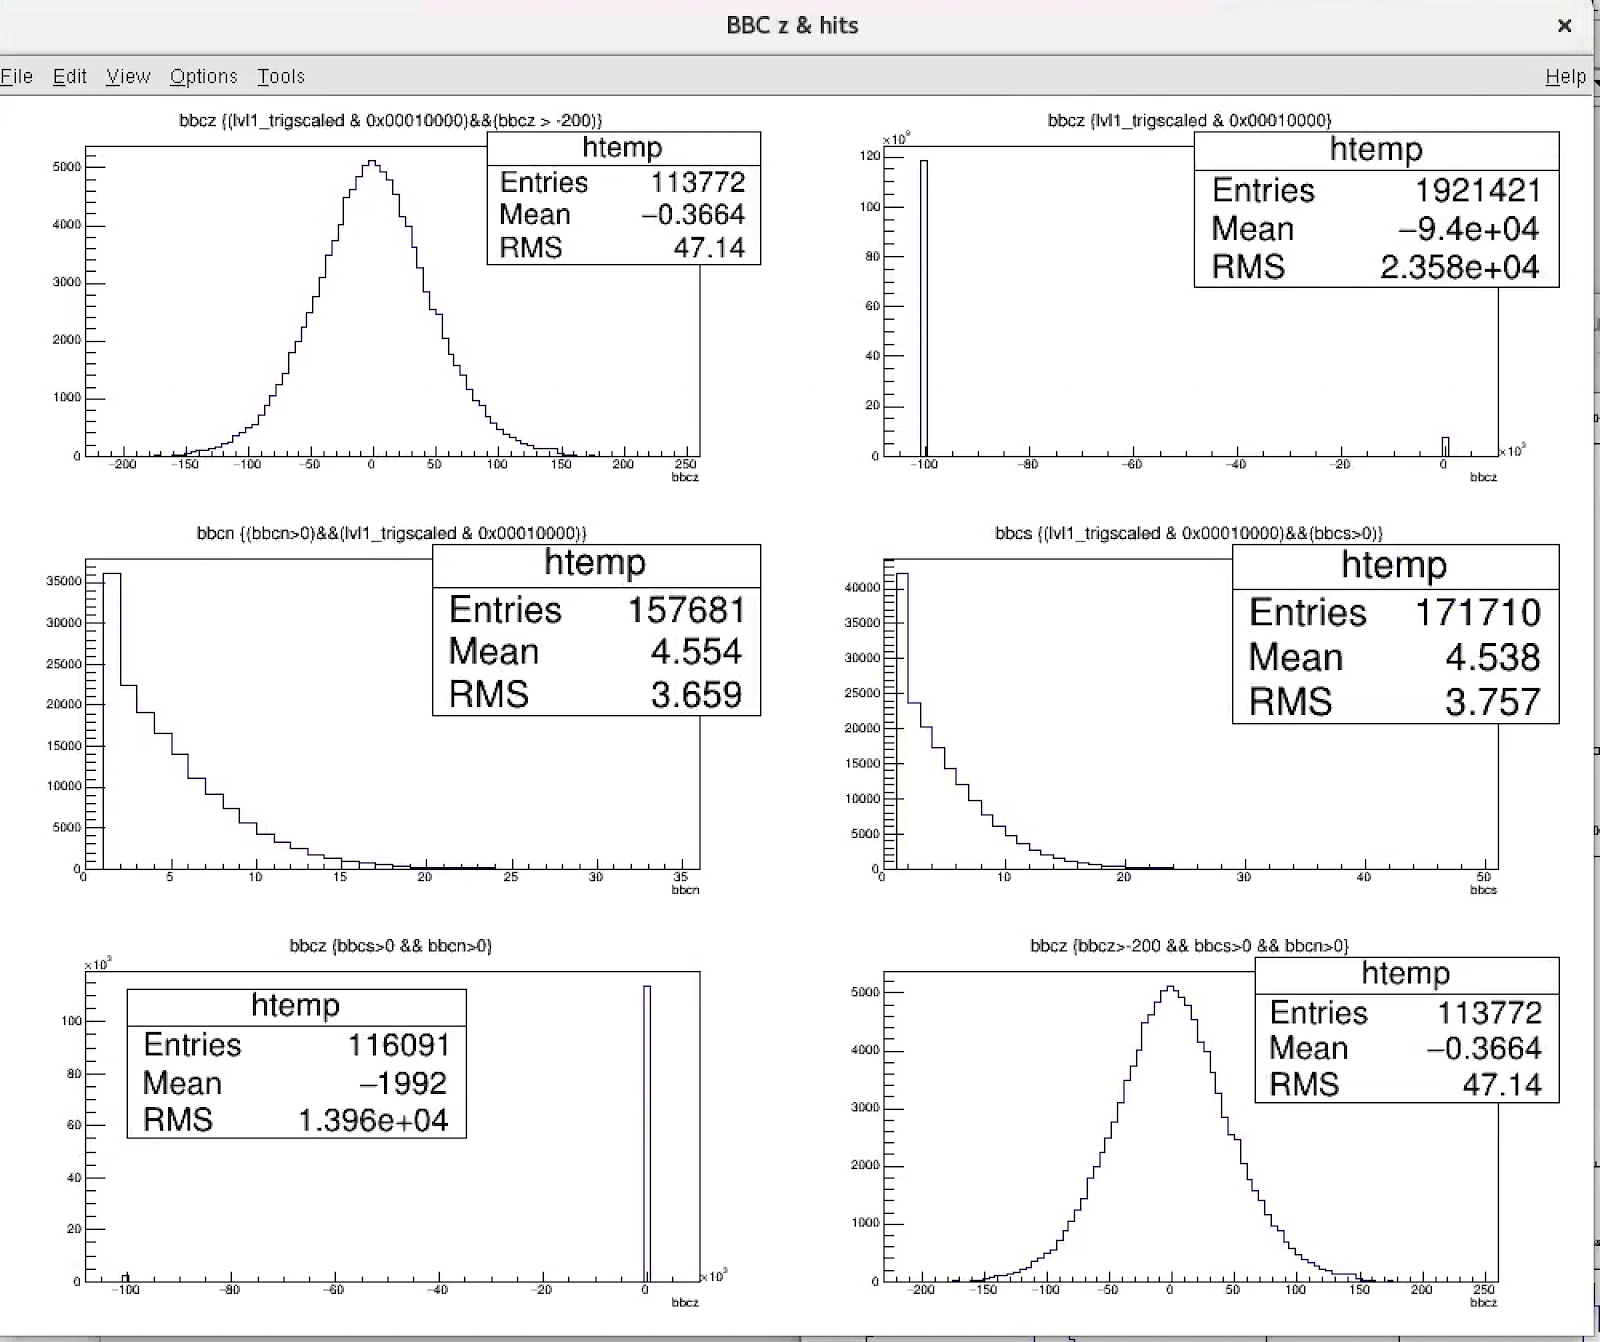 BBC z & hits
×
File Edit View Options Tools Help
bbcz {(lvl1_trigscaled & 0x00010000)&&(bbcz > -200)}
htemp
Entries 113772
Mean −0.3664
RMS 47.14
5000
4000
3000
2000
1000
0
−200 −150 −100 −50 0 50 100 150 200 250
bbcz
bbcz {lvl1_trigscaled & 0x00010000}
htemp
Entries 1921421
Mean −9.4e+04
RMS 2.358e+04
120
100
80
60
40
20
0
−100 −80 −60 −40 −20 0 ×10³
bbcz
bbcn {(bbcn>0)&&(lvl1_trigscaled & 0x00010000)}
htemp
Entries 157681
Mean 4.554
RMS 3.659
35000
30000
25000
20000
15000
10000
5000
0
0 5 10 15 20 25 30 35
bbcn
bbcs {(lvl1_trigscaled & 0x00010000)&&(bbcs>0)}
htemp
Entries 171710
Mean 4.538
RMS 3.757
40000
35000
30000
25000
20000
15000
10000
5000
0
0 10 20 30 40 50
bbcs
bbcz {bbcs>0 && bbcn>0}
×10³
htemp
Entries 116091
Mean −1992
RMS 1.396e+04
100
80
60
40
20
0
−100 −80 −60 −40 −20 0 ×10³
bbcz
bbcz {bbcz>-200 && bbcs>0 && bbcn>0}
htemp
Entries 113772
Mean −0.3664
RMS 47.14
5000
4000
3000
2000
1000
0
−200 −150 −100 −50 0 50 100 150 200 250
bbcz